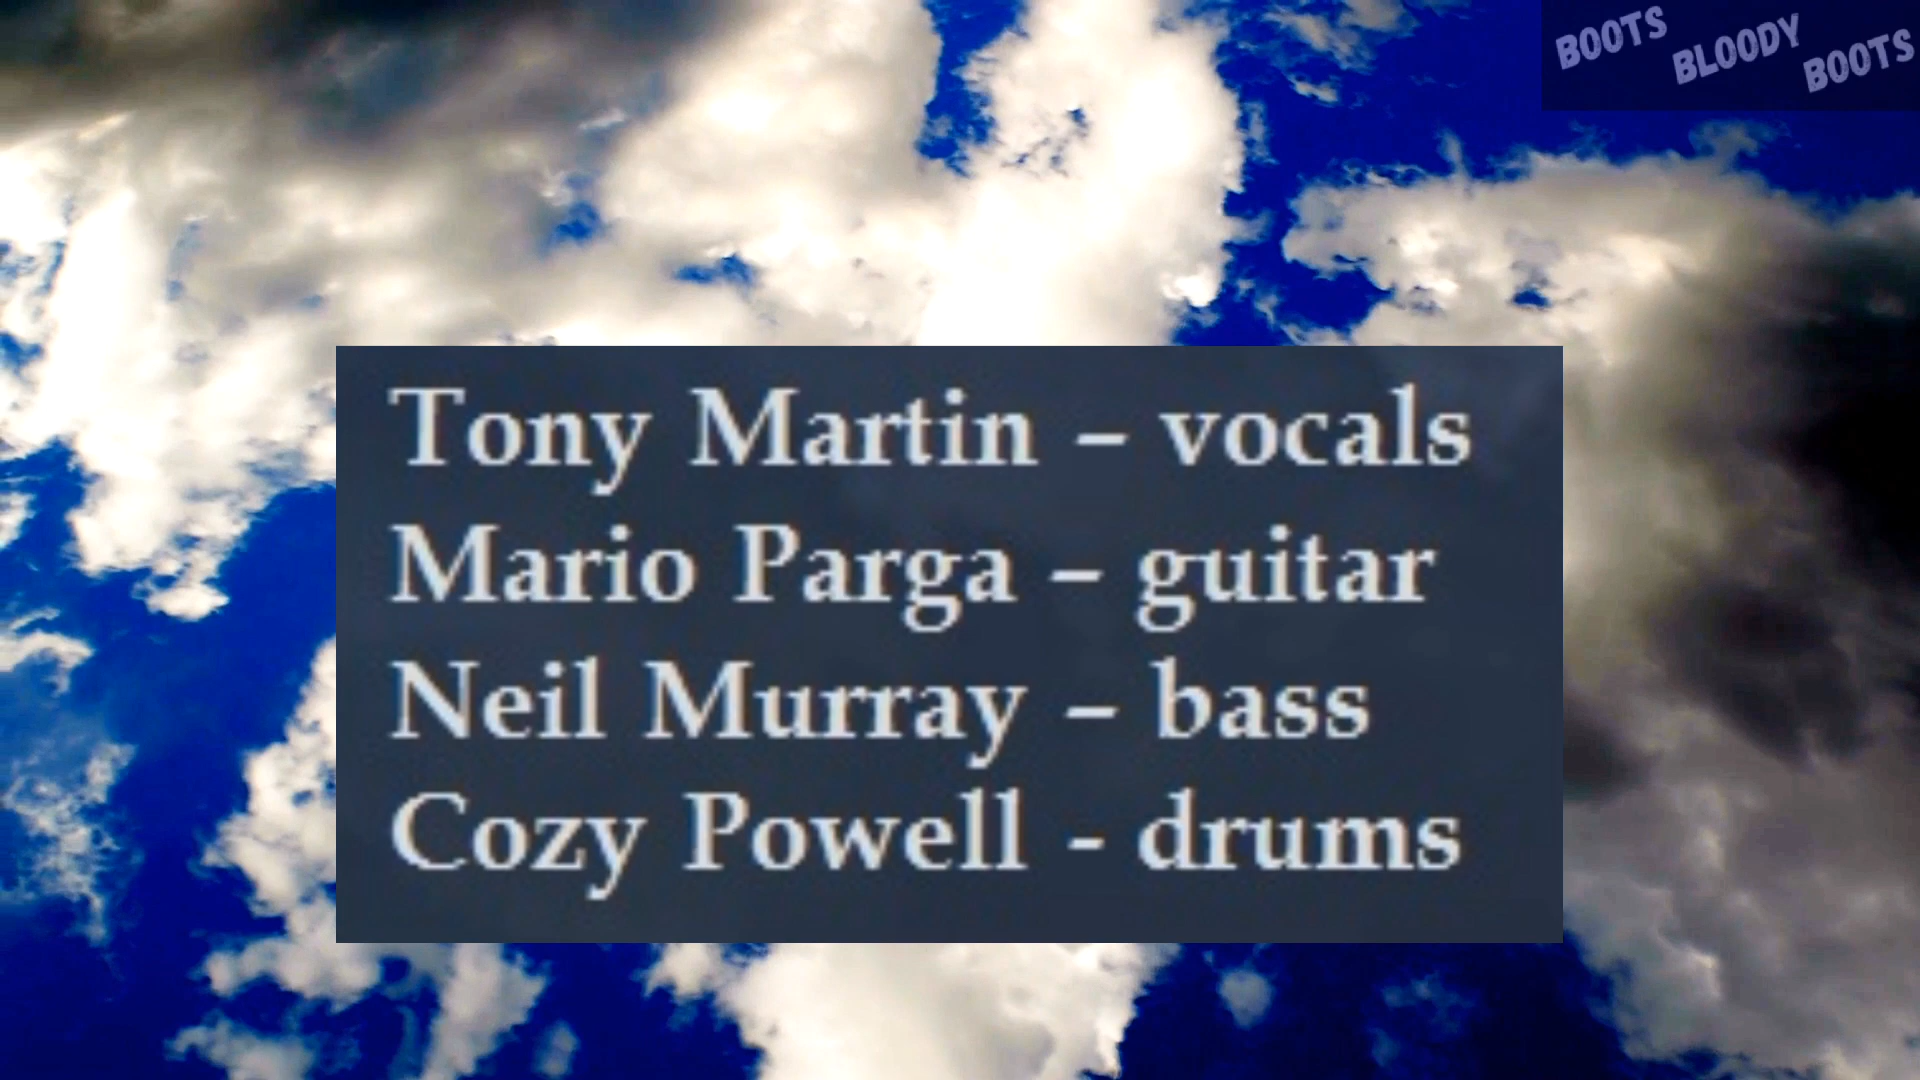 BOOTS
BLOODY
BOOTS
Tony Martin – vocals
Mario Parga – guitar
Neil Murray – bass
Cozy Powell - drums